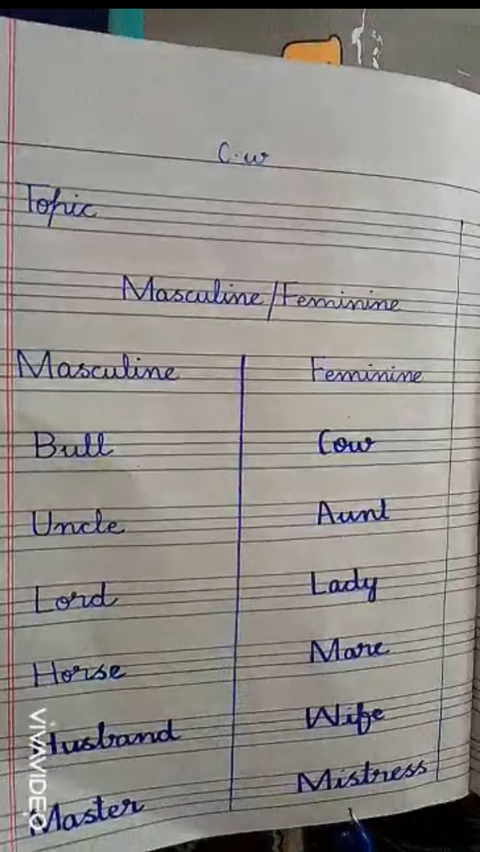 C.w
Topic
Masculine/Feminine
Masculine Feminine
Bull Cow
Uncle Aunt
Lord Lady
Horse Mare
Husband Wife
Master Mistress
VIVAVIDEO